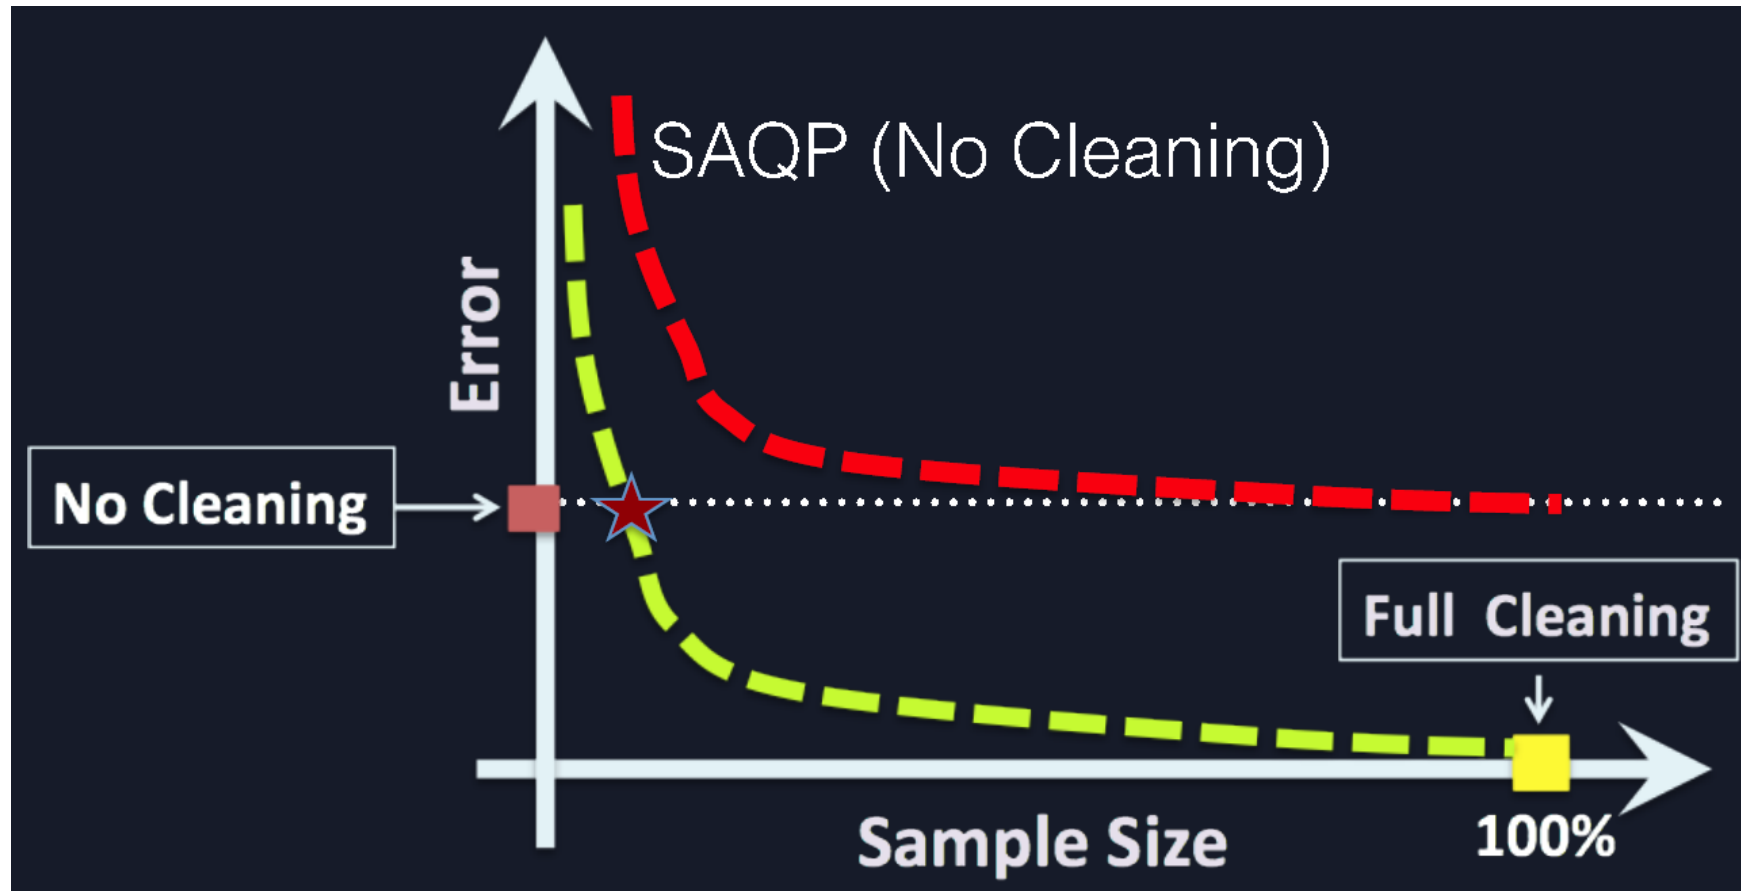 SAQP (No Cleaning)
Error
No Cleaning
Full Cleaning
100%
Sample Size